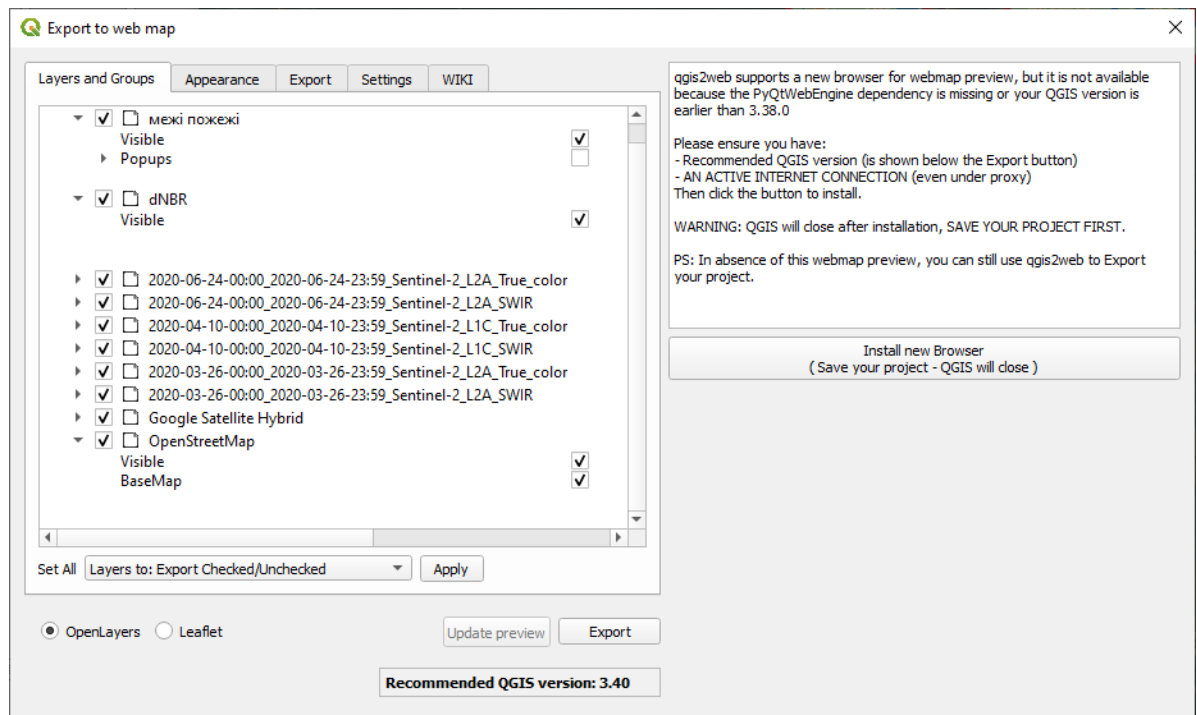 Export to web map
Layers and Groups
Appearance
Export
Settings
WIKI
межі пожежі
Visible
Popups
dNBR
Visible
2020-06-24-00:00_2020-06-24-23:59_Sentinel-2_L2A_True_color
2020-06-24-00:00_2020-06-24-23:59_Sentinel-2_L2A_SWIR
2020-04-10-00:00_2020-04-10-23:59_Sentinel-2_L1C_True_color
2020-04-10-00:00_2020-04-10-23:59_Sentinel-2_L1C_SWIR
2020-03-26-00:00_2020-03-26-23:59_Sentinel-2_L2A_True_color
2020-03-26-00:00_2020-03-26-23:59_Sentinel-2_L2A_SWIR
Google Satellite Hybrid
OpenStreetMap
Visible
BaseMap
Set All
Layers to: Export Checked/Unchecked
Apply
OpenLayers
Leaflet
Update preview
Export
Recommended QGIS version: 3.40
qgis2web supports a new browser for webmap preview, but it is not available
because the PyQtWebEngine dependency is missing or your QGIS version is
earlier than 3.38.0
Please ensure you have:
- Recommended QGIS version (is shown below the Export button)
- AN ACTIVE INTERNET CONNECTION (even under proxy)
Then click the button to install.
WARNING: QGIS will close after installation, SAVE YOUR PROJECT FIRST.
PS: In absence of this webmap preview, you can still use qgis2web to Export
your project.
Install new Browser
( Save your project - QGIS will close )